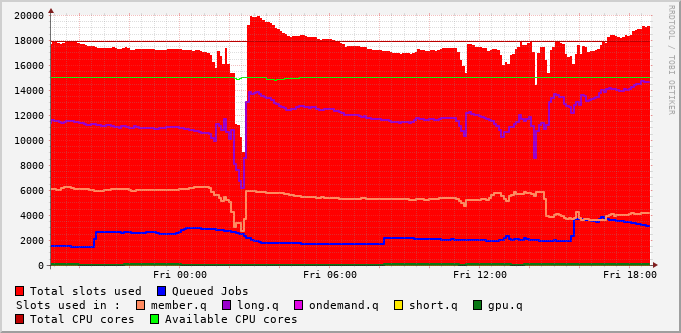 20000
18000
16000
14000
12000
10000
8000
6000
4000
2000
0
Fri 00:00 Fri 06:00 Fri 12:00 Fri 18:00
Total slots used Queued Jobs
Slots used in : member.q long.q ondemand.q short.q gpu.q
Total CPU cores Available CPU cores
RRDTOOL / TOBI OETIKER